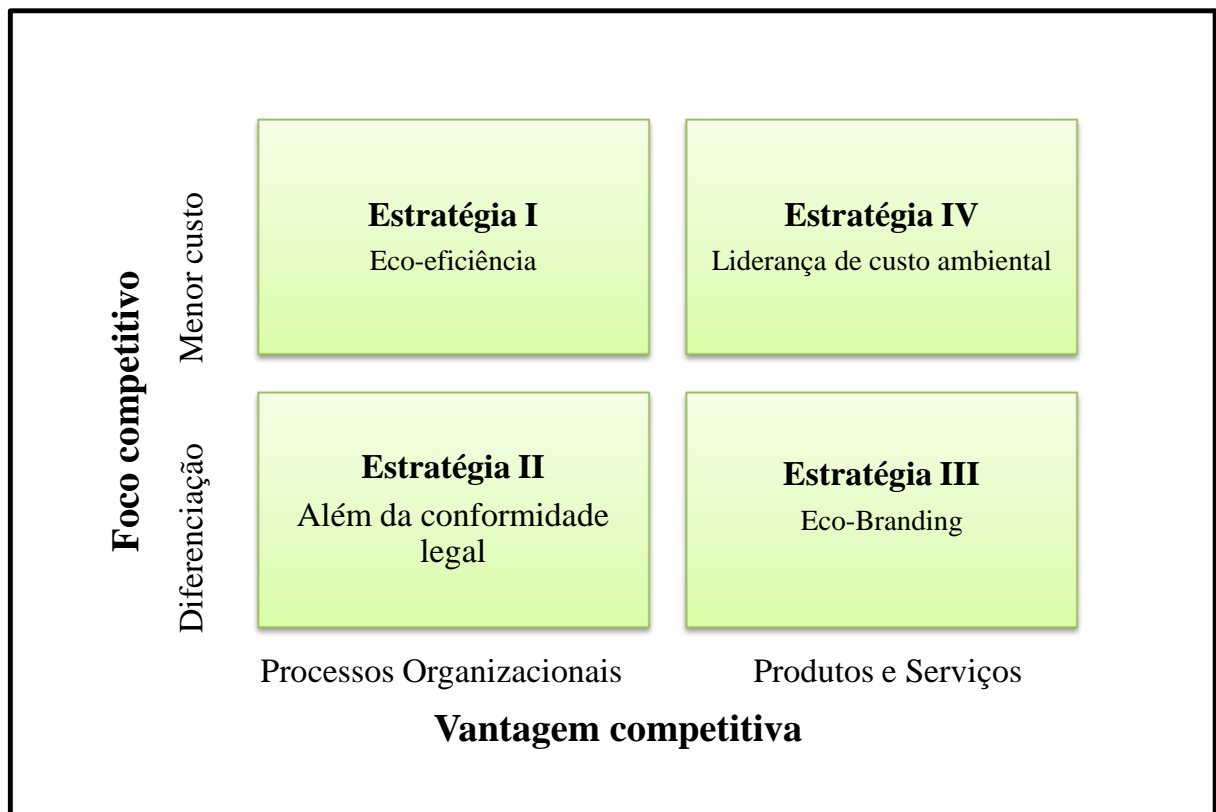 Foco competitivo
Menor custo
Diferenciação
Estratégia I
Eco-eficiência
Estratégia IV
Liderança de custo ambiental
Estratégia II
Além da conformidade
legal
Estratégia III
Eco-Branding
Processos Organizacionais
Produtos e Serviços
Vantagem competitiva